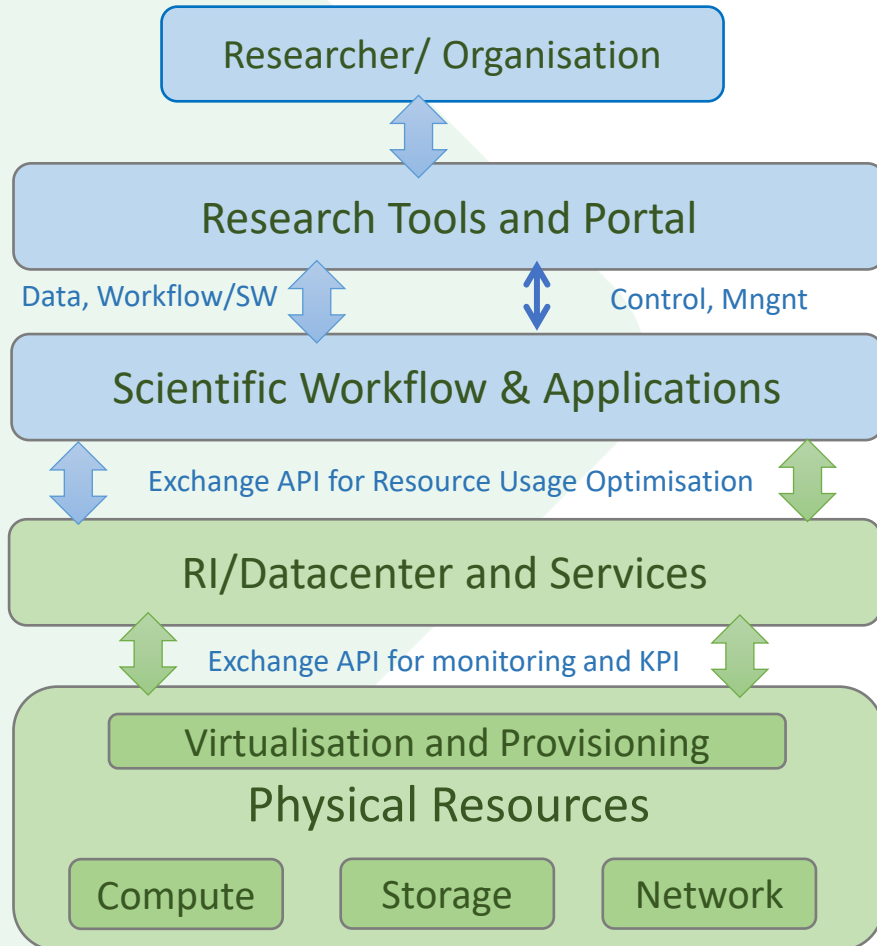 Researcher/ Organisation
Research Tools and Portal
Data, Workflow/SW
Control, Mngnt
Scientific Workflow & Applications
Exchange API for Resource Usage Optimisation
RI/Datacenter and Services
Exchange API for monitoring and KPI
Virtualisation and Provisioning
Physical Resources
Compute
Storage
Network